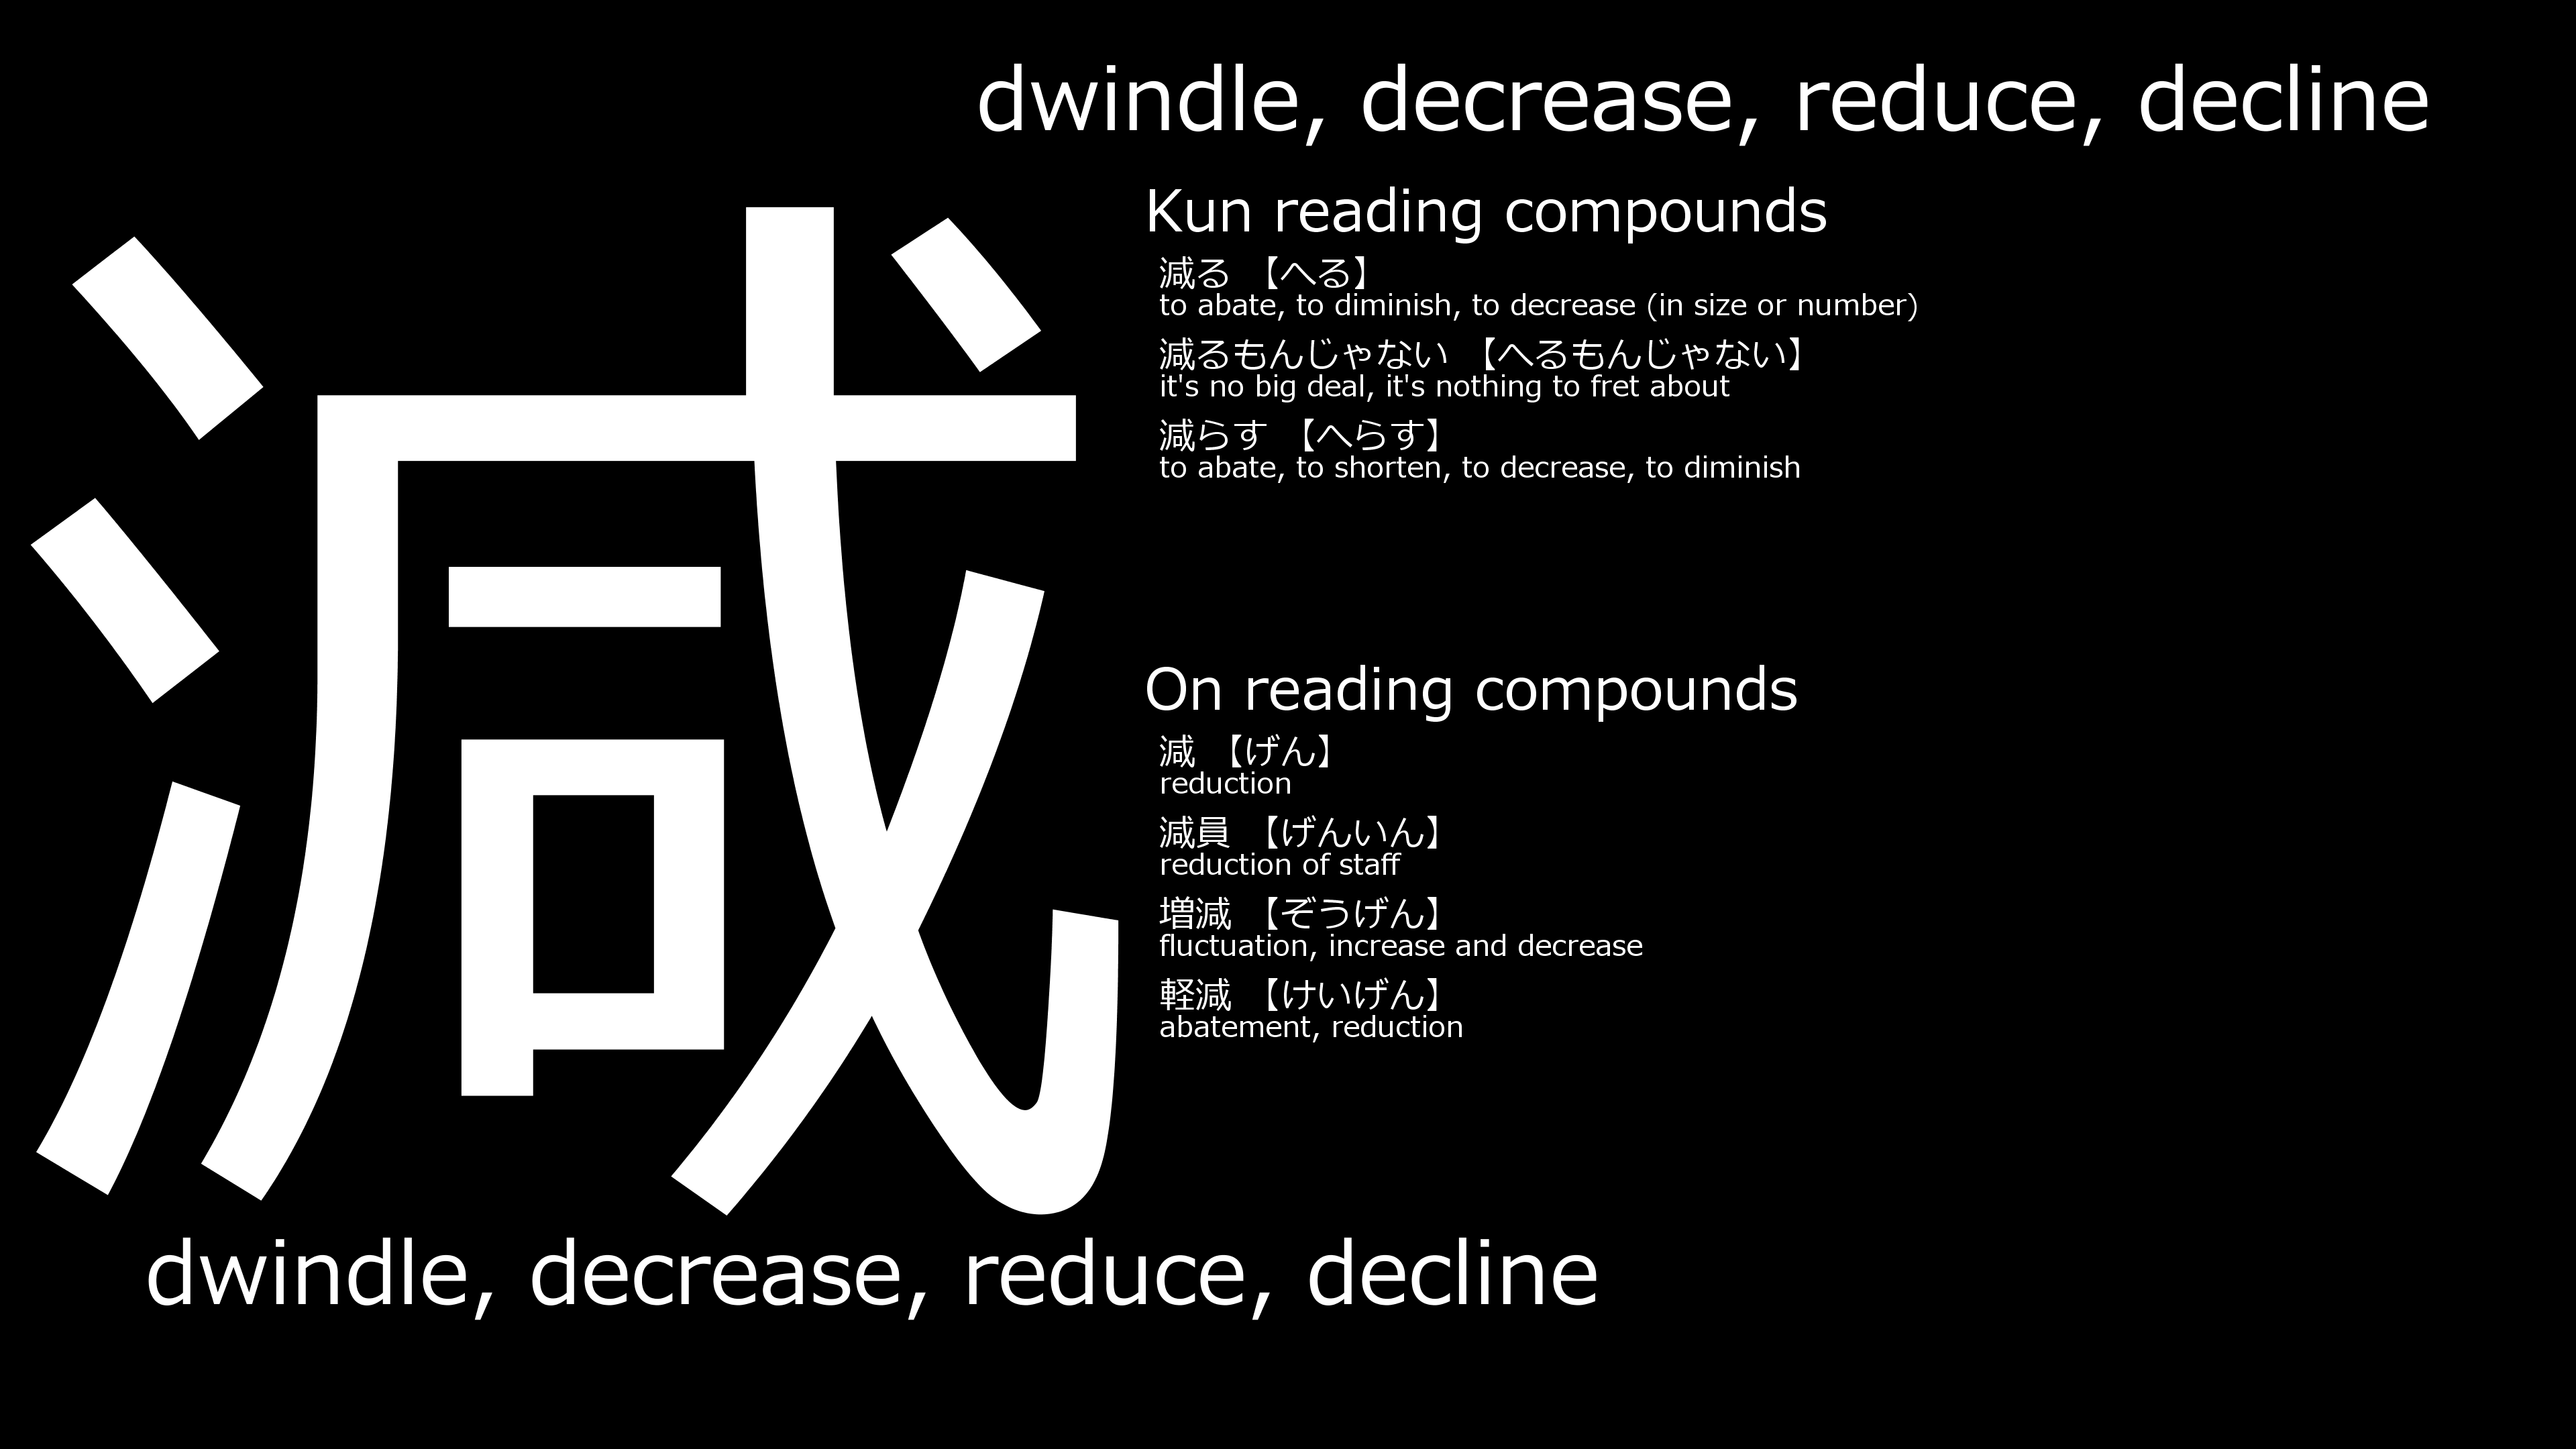 dwindle, decrease, reduce, decline
減
Kun reading compounds
減る 【へる】
to abate, to diminish, to decrease (in size or number)
減るもんじゃない 【へるもんじゃない】
it's no big deal, it's nothing to fret about
減らす 【へらす】
to abate, to shorten, to decrease, to diminish
On reading compounds
減 【げん】
reduction
減員 【げんいん】
reduction of staff
増減 【ぞうげん】
fluctuation, increase and decrease
軽減 【けいげん】
abatement, reduction
dwindle, decrease, reduce, decline